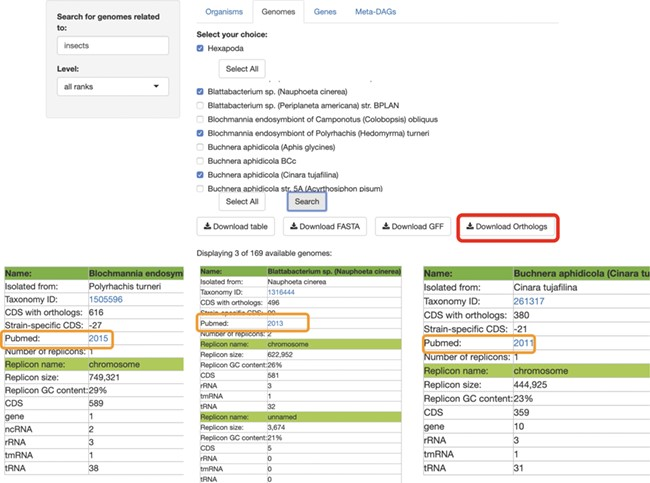 Search for genomes related
to:
insects
Level:
all ranks
Organisms
Genomes
Genes
Meta-DAGs
Select your choice:
Hexapoda
Select All
Blattabacterium sp. (Nauphoeta cinerea)
Blattabacterium sp. (Periplaneta americana) str. BPLAN
Blochmannia endosymbiont of Camponotus (Colobopsis) obliquus
Blochmannia endosymbiont of Polyrhachis (Hedomyrma) turneri
Buchnera aphidicola (Aphis glycines)
Buchnera aphidicola BCc
Buchnera aphidicola (Cinara tujafilina)
Buchnera aphidicola str. 5A (Acyrthosiphon pisum)
Select All
Search
Download table
Download FASTA
Download GFF
Download Orthologs
Displaying 3 of 169 available genomes:
Name: Blochmannia endosym
Isolated from: Polyrhachis turneri
Taxonomy ID: 1505596
CDS with orthologs: 616
Strain-specific CDS: -27
Pubmed: 2015
Number of replicons: 1
Replicon name: chromosome
Replicon size: 749,321
Replicon GC content: 29%
CDS 589
gene 1
ncRNA 2
rRNA 3
tmRNA 1
tRNA 38
Name: Blattabacterium sp. (Nauphoeta cinerea)
Isolated from: Nauphoeta cinerea
Taxonomy ID: 1316444
CDS with orthologs: 496
Strain-specific CDS: 90
Pubmed: 2013
Number of replicons: 2
Replicon name: chromosome
Replicon size: 622,952
Replicon GC content: 26%
CDS 581
rRNA 3
tmRNA 1
tRNA 32
Replicon name: unnamed
Replicon size: 3,674
Replicon GC content: 21%
CDS 5
rRNA 0
tmRNA 0
tRNA 0
Name: Buchnera aphidicola (Cinara tu
Isolated from: Cinara tujafilina
Taxonomy ID: 261317
CDS with orthologs: 380
Strain-specific CDS: -21
Pubmed: 2011
Number of replicons: 1
Replicon name: chromosome
Replicon size: 444,925
Replicon GC content: 23%
CDS 359
gene 10
rRNA 3
tmRNA 1
tRNA 31